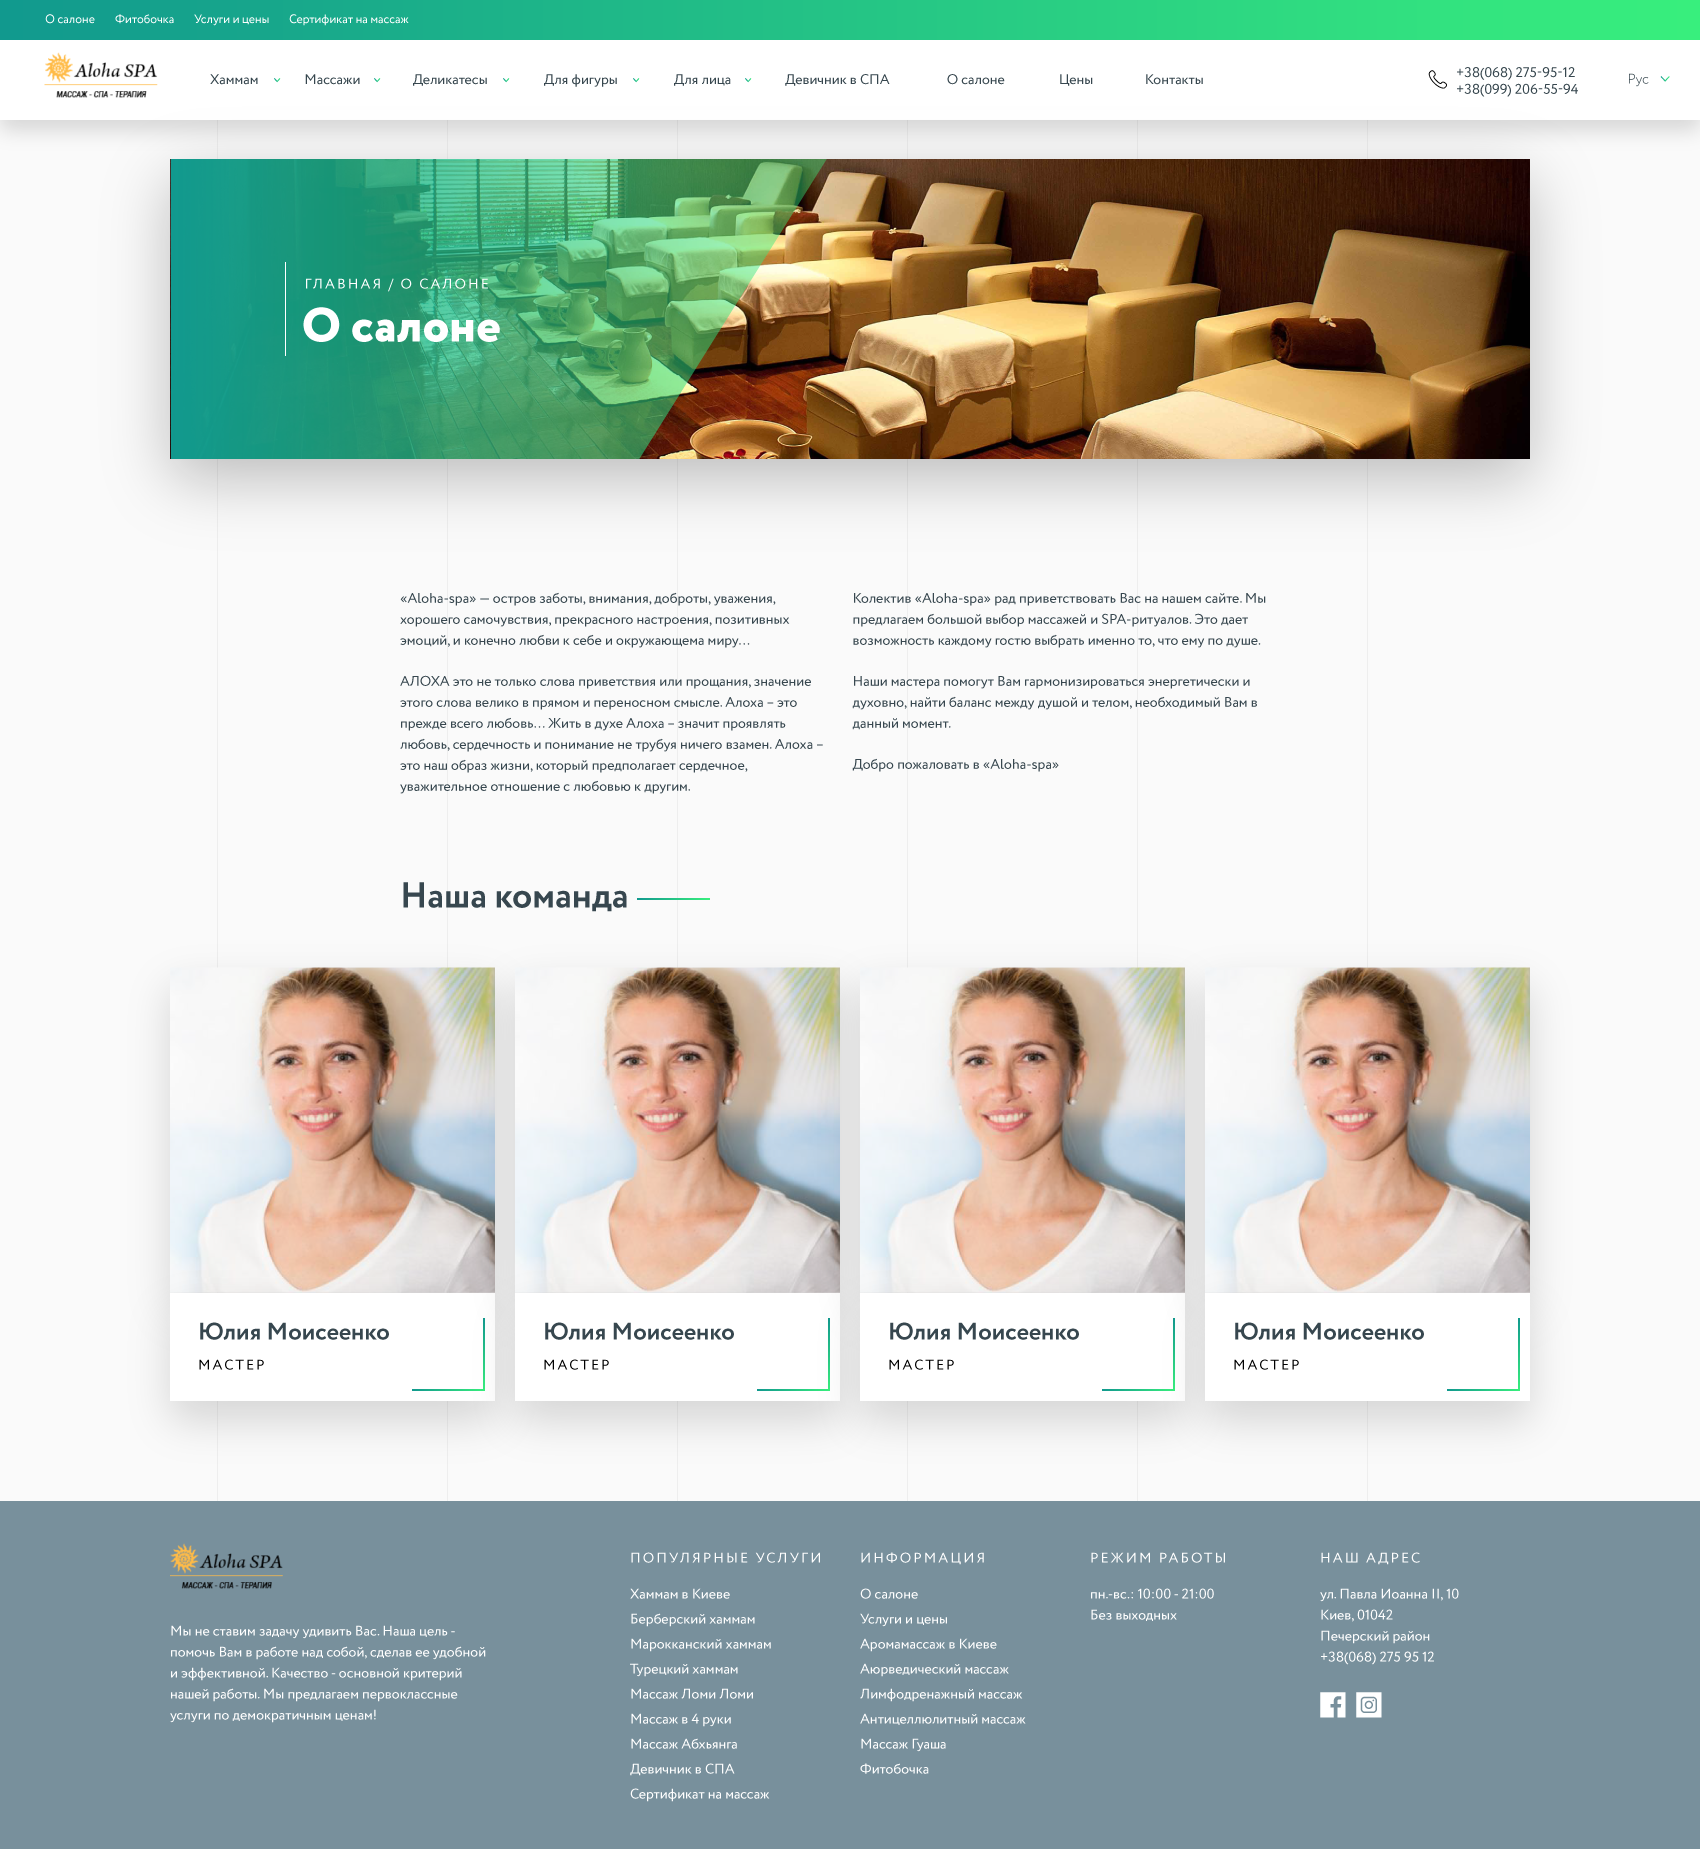 О салоне Фитобочка Услуги и цены Сертификат на массаж
Aloha SPA
МАССАЖ - СПА - ТЕРАПИЯ
Хаммам Массажи Деликатесы Для фигуры Для лица Девичник в СПА О салоне Цены Контакты
+38(068) 275-95-12
+38(099) 206-55-94
Рус
ГЛАВНАЯ / О САЛОНЕ
О салоне
«Aloha-spa» — остров заботы, внимания, доброты, уважения,
хорошего самочувствия, прекрасного настроения, позитивных
эмоций, и конечно любви к себе и окружающема миру…
АЛОХА это не только слова приветствия или прощания, значение
этого слова велико в прямом и переносном смысле. Алоха – это
прежде всего любовь… Жить в духе Алоха – значит проявлять
любовь, сердечность и понимание не трубуя ничего взамен. Алоха –
это наш образ жизни, который предполагает сердечное,
уважительное отношение с любовью к другим.
Колектив «Aloha-spa» рад приветствовать Вас на нашем сайте. Мы
предлагаем большой выбор массажей и SPA-ритуалов. Это дает
возможность каждому гостю выбрать именно то, что ему по душе.
Наши мастера помогут Вам гармонизироваться энергетически и
духовно, найти баланс между душой и телом, необходимый Вам в
данный момент.
Добро пожаловать в «Aloha-spa»
Наша команда
Юлия Моисеенко
МАСТЕР
Юлия Моисеенко
МАСТЕР
Юлия Моисеенко
МАСТЕР
Юлия Моисеенко
МАСТЕР
Aloha SPA
МАССАЖ - СПА - ТЕРАПИЯ
Мы не ставим задачу удивить Вас. Наша цель -
помочь Вам в работе над собой, сделав ее удобной
и эффективной. Качество - основной критерий
нашей работы. Мы предлагаем первоклассные
услуги по демократичным ценам!
ПОПУЛЯРНЫЕ УСЛУГИ
Хаммам в Киеве
Берберский хаммам
Марокканский хаммам
Турецкий хаммам
Массаж Ломи Ломи
Массаж в 4 руки
Массаж Абхьянга
Девичник в СПА
Сертификат на массаж
ИНФОРМАЦИЯ
О салоне
Услуги и цены
Аромамассаж в Киеве
Аюрведический массаж
Лимфодренажный массаж
Антицеллюлитный массаж
Массаж Гуаша
Фитобочка
РЕЖИМ РАБОТЫ
пн.-вс.: 10:00 - 21:00
Без выходных
НАШ АДРЕС
ул. Павла Иоанна II, 10
Киев, 01042
Печерский район
+38(068) 275 95 12